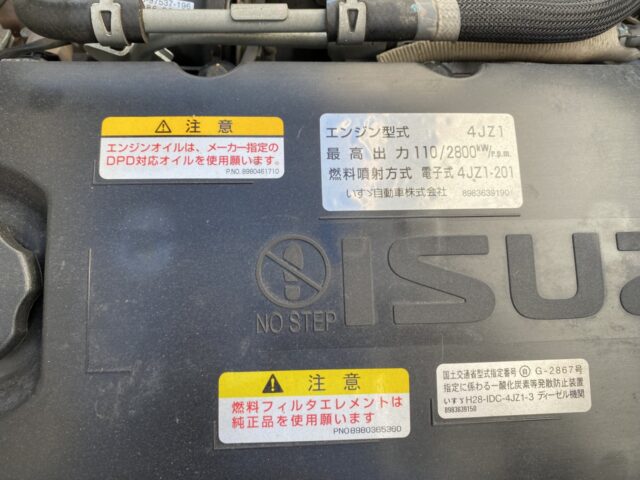 -97537-196
注意
エンジンオイルは、メーカー指定の
DPD対応オイルを使用願います。
P.NO. 8980461710
エンジン型式 4JZ1
最高出力 110/2800kW/r.p.m.
燃料噴射方式 電子式 4JZ1-201
いすゞ自動車株式会社 8983639190
NO STEP
ISUZ
注意
燃料フィルタエレメントは
純正品を使用願います
P.NO8980365360
国土交通省型式指定番号 G-2867号
指定に係わる一酸化炭素等発散防止装置
いすゞH28-IDC-4JZ1-3 ディーゼル機関
8983639150